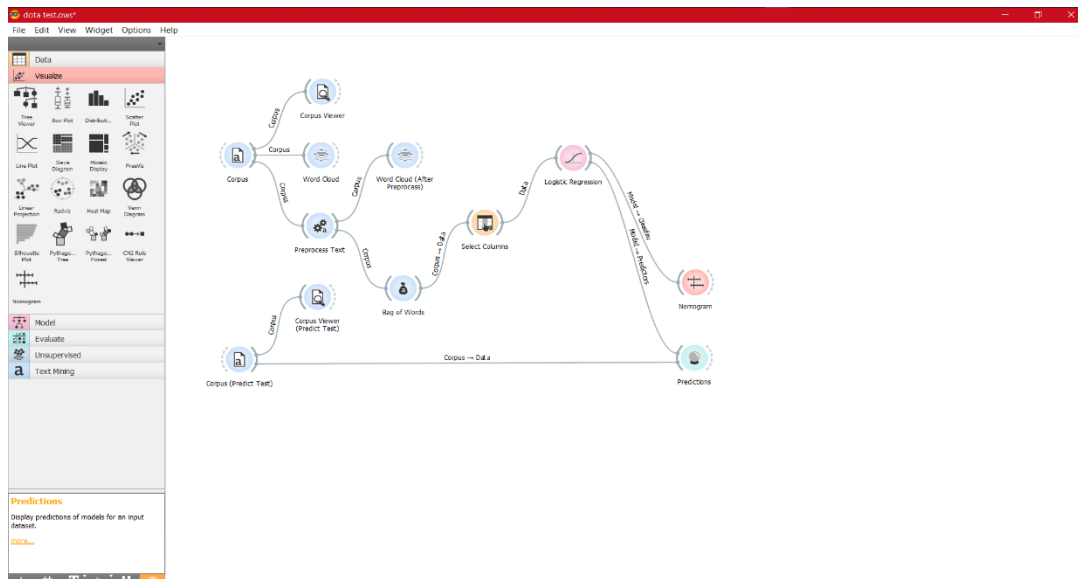 dota test.ows*
File Edit View Widget Options Help
Data
Visualize
Tree Viewer
Box Plot
Distributi...
Scatter Plot
Line Plot
Sieve Diagram
Mosaic Display
FreeViz
Linear Projection
Radviz
Heat Map
Venn Diagram
Silhouette Plot
Pythago... Tree
Pythago... Forest
CN2 Rule Viewer
Nomogram
Model
Evaluate
Unsupervised
a Text Mining
Predictions
Display predictions of models for an input
dataset.
more...
Corpus
Corpus Viewer
Corpus
a
Corpus
Word Cloud
Corpus
Corpus
Word Cloud (After
Preprocess)
Preprocess Text
Corpus
Bag of Words
Corpus → Data
Select Columns
Data
Logistic Regression
Model → Classifier
Model → Predictors
Nomogram
Corpus
Corpus Viewer
(Predict Test)
a
Corpus (Predict Test)
Corpus → Data
Predictions